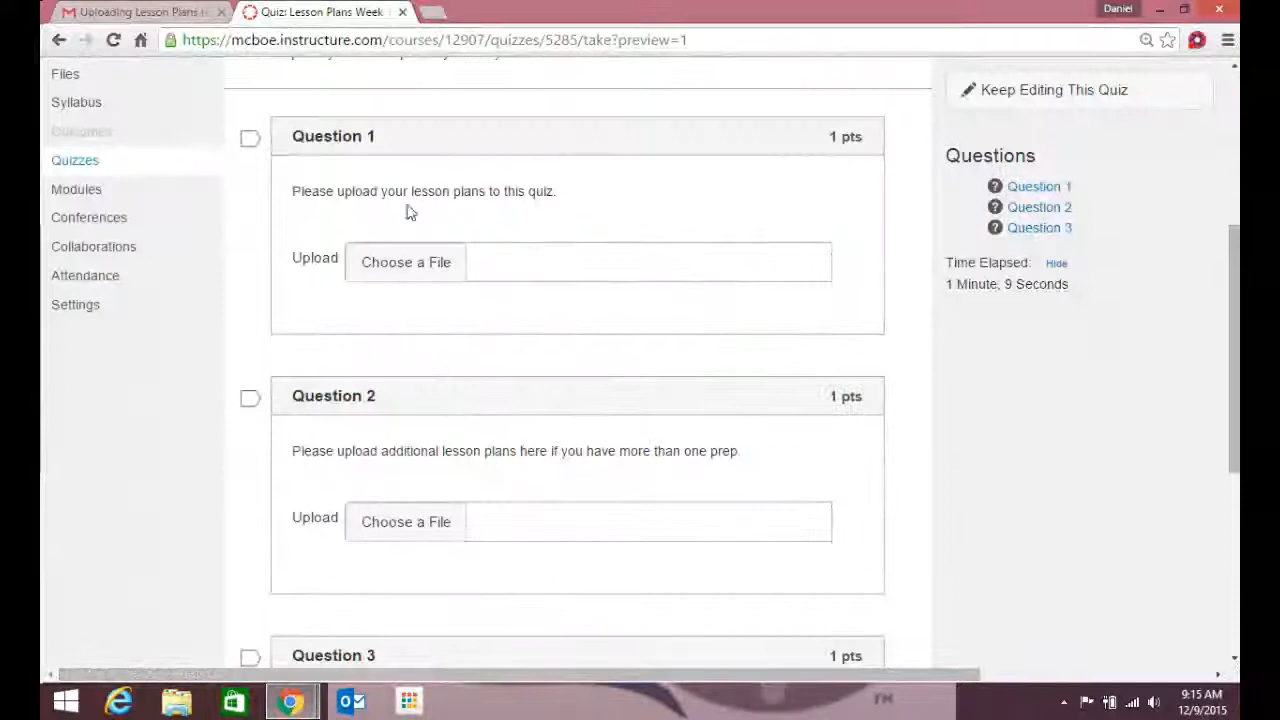 Uploading Lesson Plans
Quiz: Lesson Plans Week
Daniel
https://mcboe.instructure.com/courses/12907/quizzes/5285/take?preview=1
Files
Syllabus
Outcomes
Quizzes
Modules
Conferences
Collaborations
Attendance
Settings
Question 1 1 pts
Please upload your lesson plans to this quiz.
Upload Choose a File
Question 2 1 pts
Please upload additional lesson plans here if you have more than one prep.
Upload Choose a File
Question 3 1 pts
Keep Editing This Quiz
Questions
Question 1
Question 2
Question 3
Time Elapsed: Hide
1 Minute, 9 Seconds
9:15 AM
12/9/2015